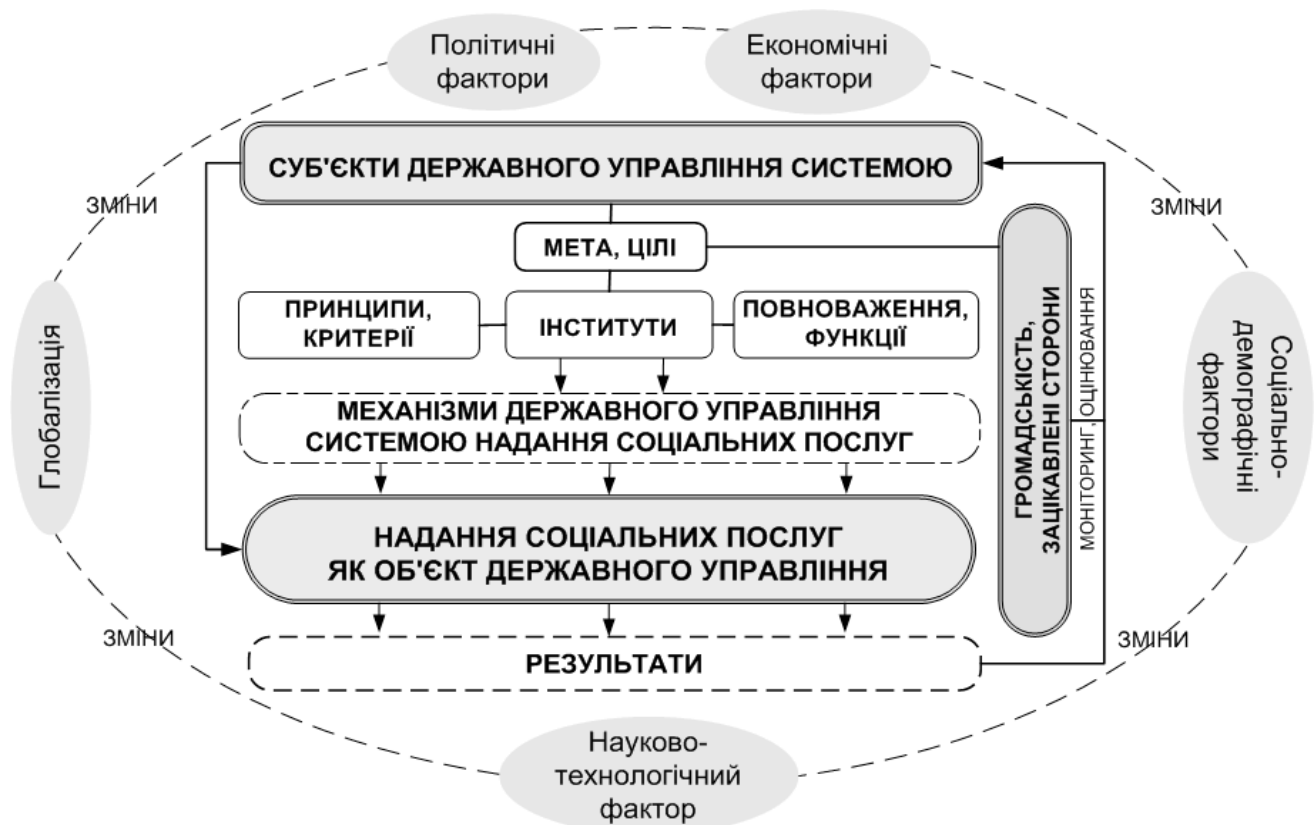 Політичні
фактори
Економічні
фактори
СУБ'ЄКТИ ДЕРЖАВНОГО УПРАВЛІННЯ СИСТЕМОЮ
ЗМІНИ
ЗМІНИ
МЕТА, ЦІЛІ
ПРИНЦИПИ,
КРИТЕРІЇ
ІНСТИТУТИ
ПОВНОВАЖЕННЯ,
ФУНКЦІЇ
ГРОМАДСЬКІСТЬ,
ЗАЦІКАВЛЕНІ СТОРОНИ
МОНІТОРИНГ, ОЦІНЮВАННЯ
Глобалізація
Соціально-
демографічні
фактори
МЕХАНІЗМИ ДЕРЖАВНОГО УПРАВЛІННЯ
СИСТЕМОЮ НАДАННЯ СОЦІАЛЬНИХ ПОСЛУГ
НАДАННЯ СОЦІАЛЬНИХ ПОСЛУГ
ЯК ОБ'ЄКТ ДЕРЖАВНОГО УПРАВЛІННЯ
ЗМІНИ
ЗМІНИ
РЕЗУЛЬТАТИ
Науково-
технологічний
фактор